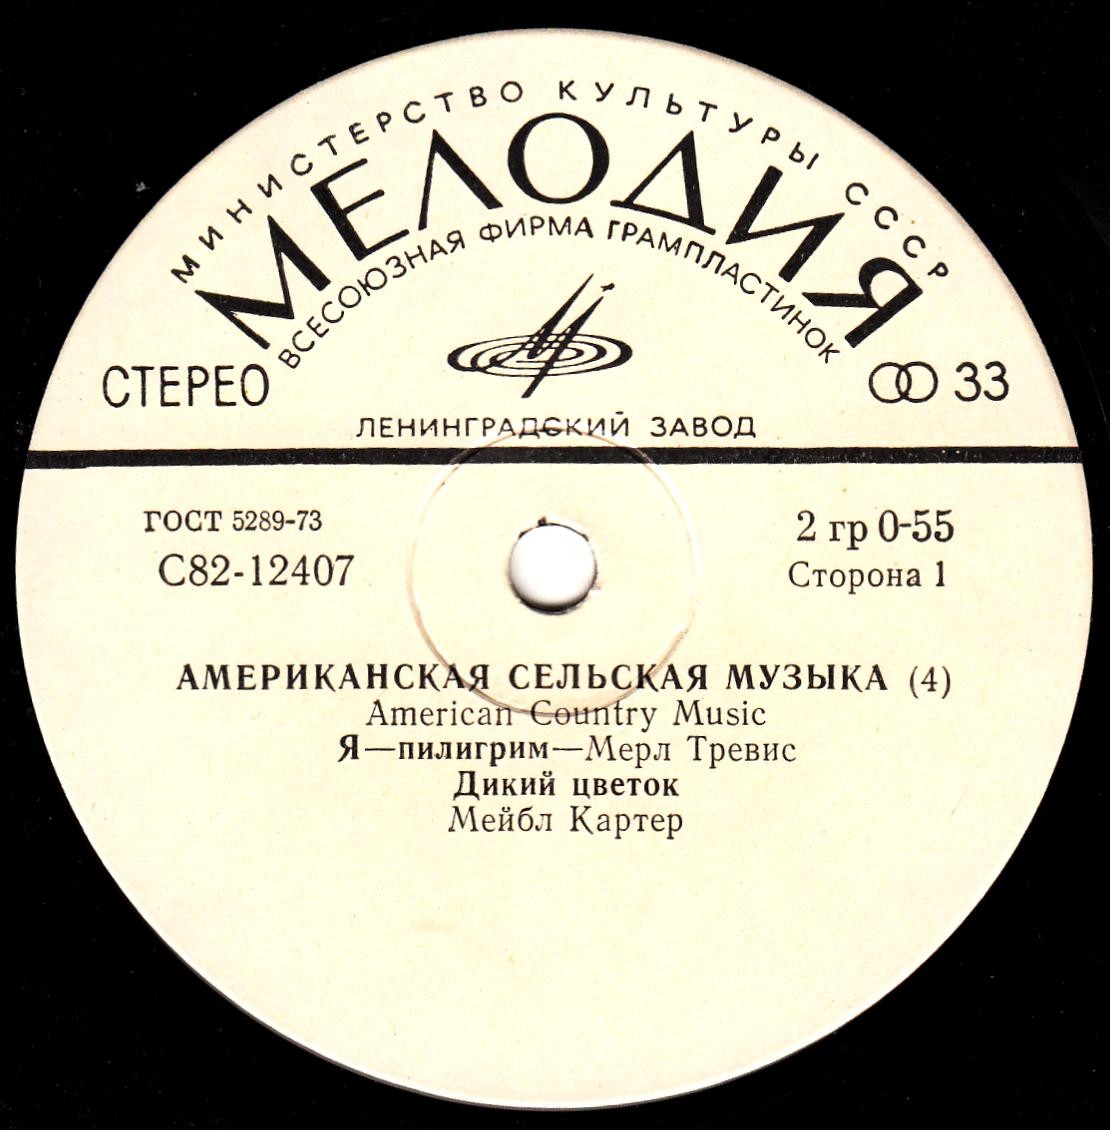 МИНИСТЕРСТВО КУЛЬТУРЫ СССР
МЕЛОДИЯ
ВСЕСОЮЗНАЯ ФИРМА ГРАМПЛАСТИНОК
СТЕРЕО
33
ЛЕНИНГРАДСКИЙ ЗАВОД
ГОСТ 5289-73
2 гр 0-55
С82-12407
Сторона 1
АМЕРИКАНСКАЯ СЕЛЬСКАЯ МУЗЫКА (4)
American Country Music
Я—пилигрим—Мерл Тревис
Дикий цветок
Мейбл Картер